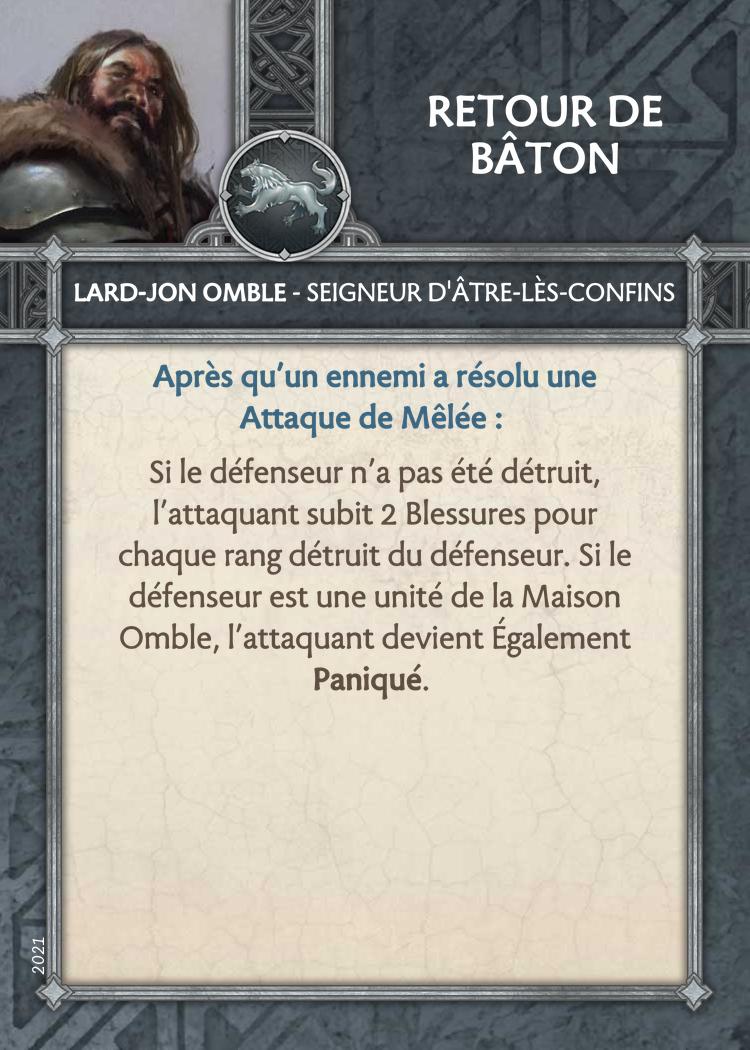 RETOUR DE
BÂTON
LARD-JON OMBLE - SEIGNEUR D'ÂTRE-LÈS-CONFINS
Après qu’un ennemi a résolu une
Attaque de Mêlée :
Si le défenseur n’a pas été détruit,
l’attaquant subit 2 Blessures pour
chaque rang détruit du défenseur. Si le
défenseur est une unité de la Maison
Omble, l’attaquant devient Également
Paniqué.
2021